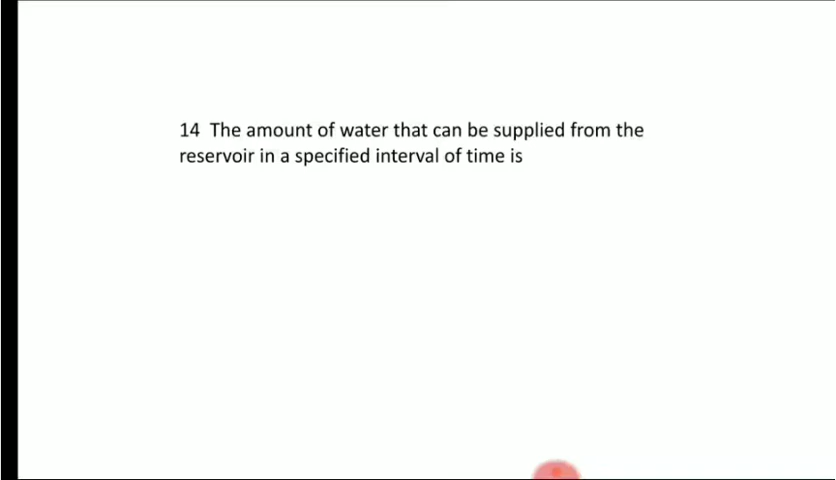 14 The amount of water that can be supplied from the
reservoir in a specified interval of time is